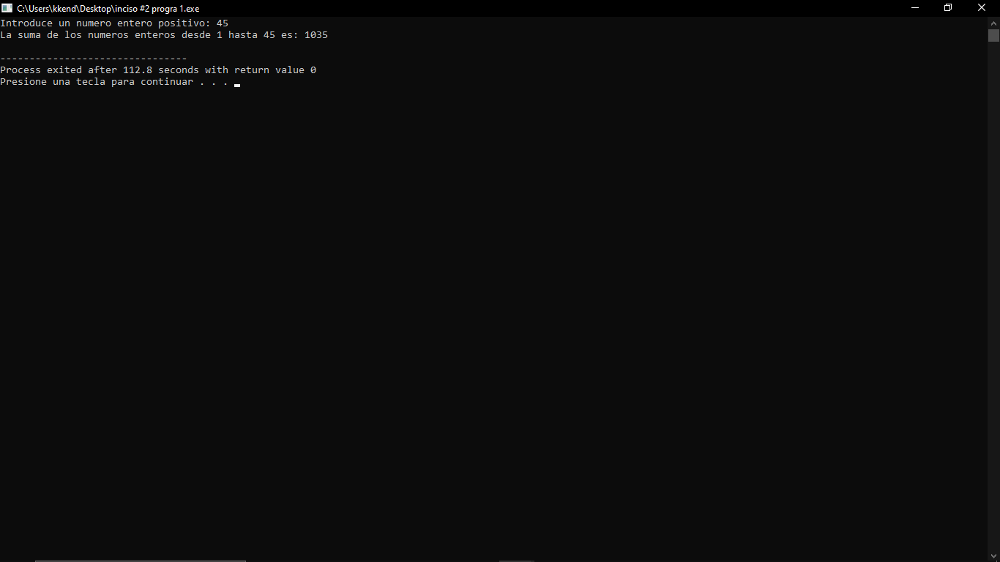 C:\Users\kkend\Desktop\inciso #2 progra 1.exe
Introduce un numero entero positivo: 45
La suma de los numeros enteros desde 1 hasta 45 es: 1035
--------------------------------
Process exited after 112.8 seconds with return value 0
Presione una tecla para continuar . . .